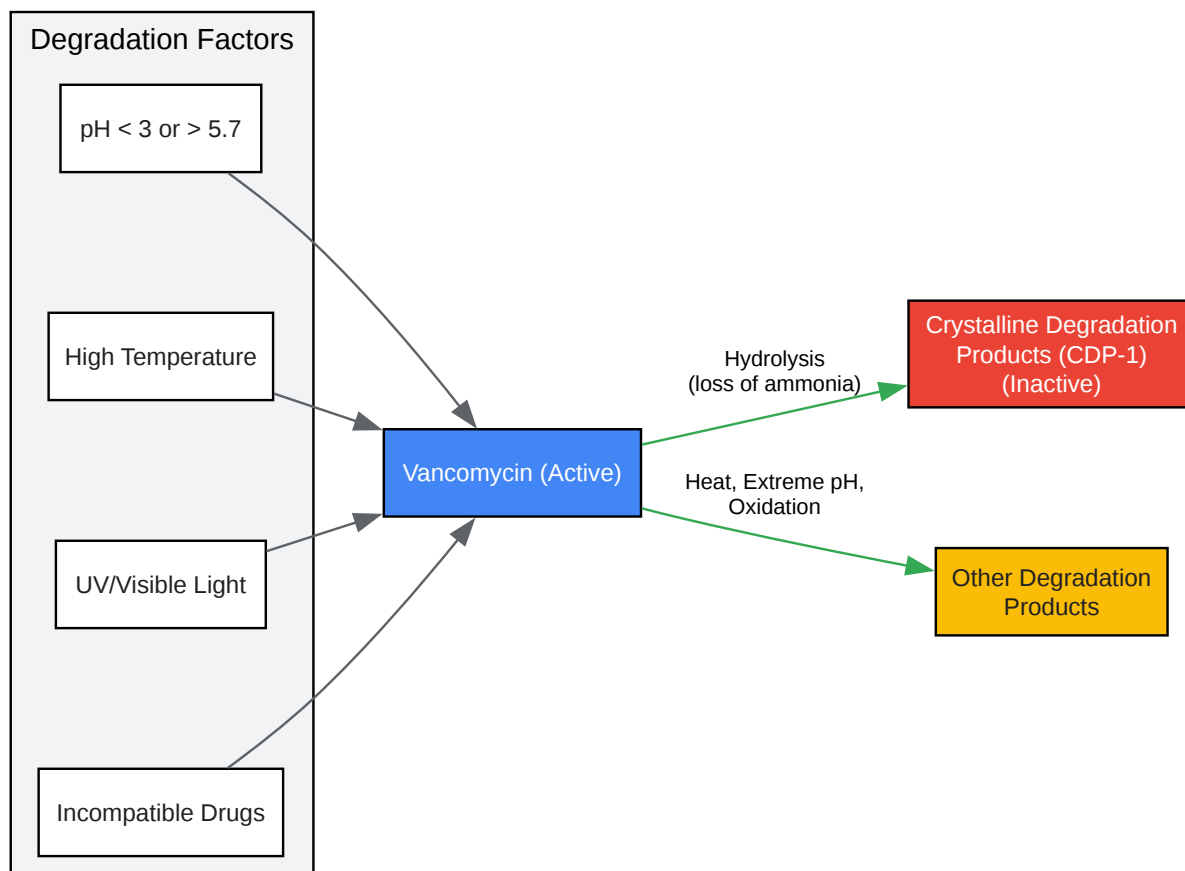 Degradation Factors
pH < 3 or > 5.7
High Temperature
UV/Visible Light
Incompatible Drugs
Vancomycin (Active)
Hydrolysis
(loss of ammonia)
Heat, Extreme pH,
Oxidation
Crystalline Degradation
Products (CDP-1)
(Inactive)
Other Degradation
Products